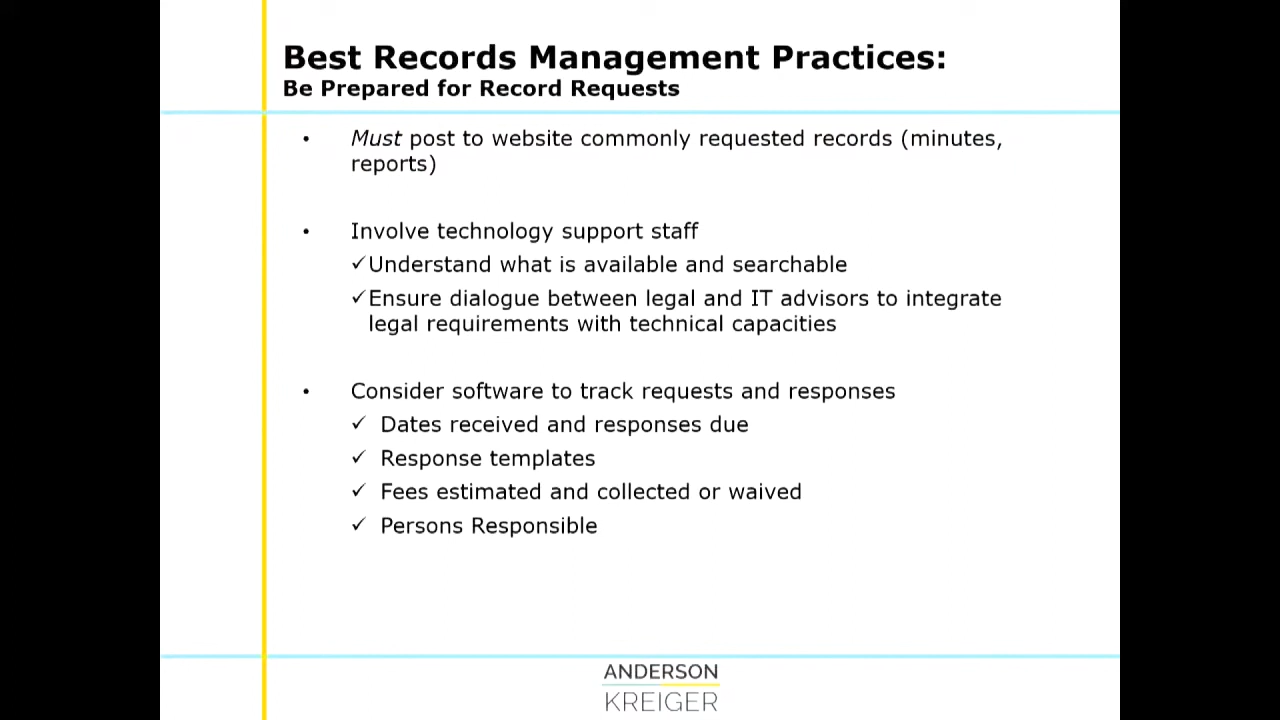 Best Records Management Practices:
Be Prepared for Record Requests
• Must post to website commonly requested records (minutes,
reports)
• Involve technology support staff
✓Understand what is available and searchable
✓Ensure dialogue between legal and IT advisors to integrate
legal requirements with technical capacities
• Consider software to track requests and responses
✓ Dates received and responses due
✓ Response templates
✓ Fees estimated and collected or waived
✓ Persons Responsible
ANDERSON
KREIGER